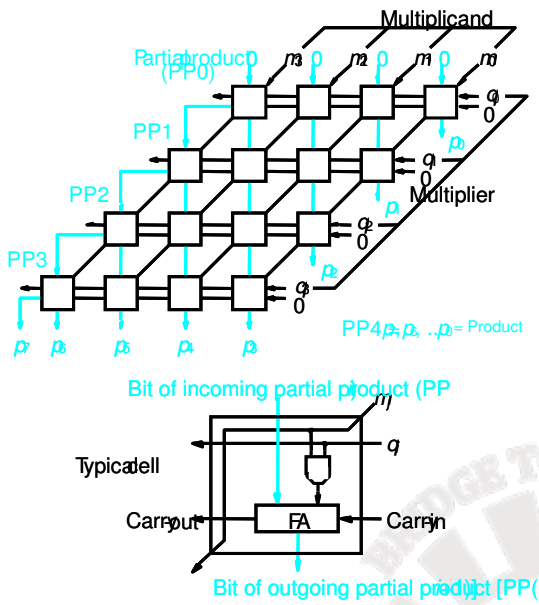 Multiplicand
Partial product (PP0)
0 m3 0 m2 0 m1 0 m0
q0
0
PP1
p0
q1
0
PP2
p1
Multiplier
q2
0
PP3
p2
q3
0
p7 p6 p5 p4 p3
PP4 = p7, p6, ...p0 = Product
Bit of incoming partial product (PPi)
mj
qi
Typical cell
Carry-out
FA
Carry-in
Bit of outgoing partial product [PP(i+1)]
BRIDGE T